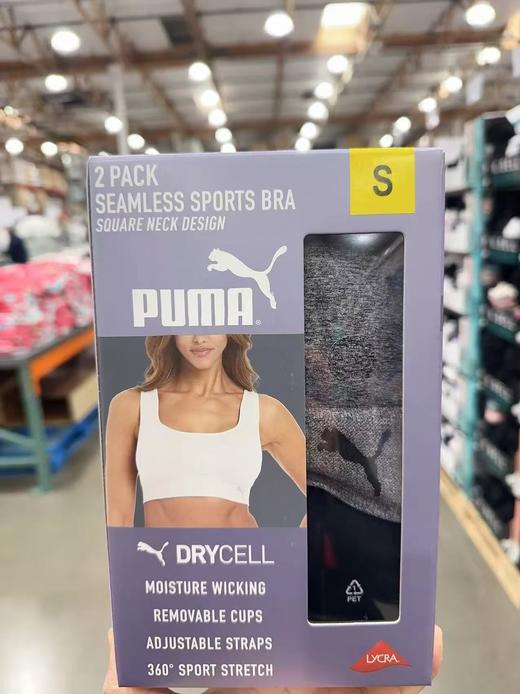 2 PACK
SEAMLESS SPORTS BRA
SQUARE NECK DESIGN
S
PUMA®
DRYCELL
MOISTURE WICKING
REMOVABLE CUPS
ADJUSTABLE STRAPS
360° SPORT STRETCH
1
PET
LYCRA